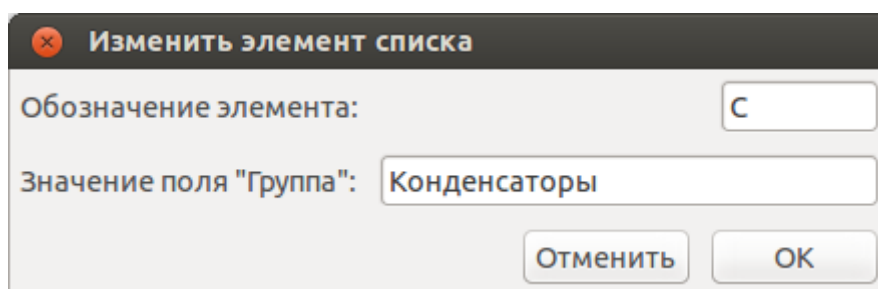 Изменить элемент списка
Обозначение элемента: C
Значение поля "Группа": Конденсаторы
Отменить OK